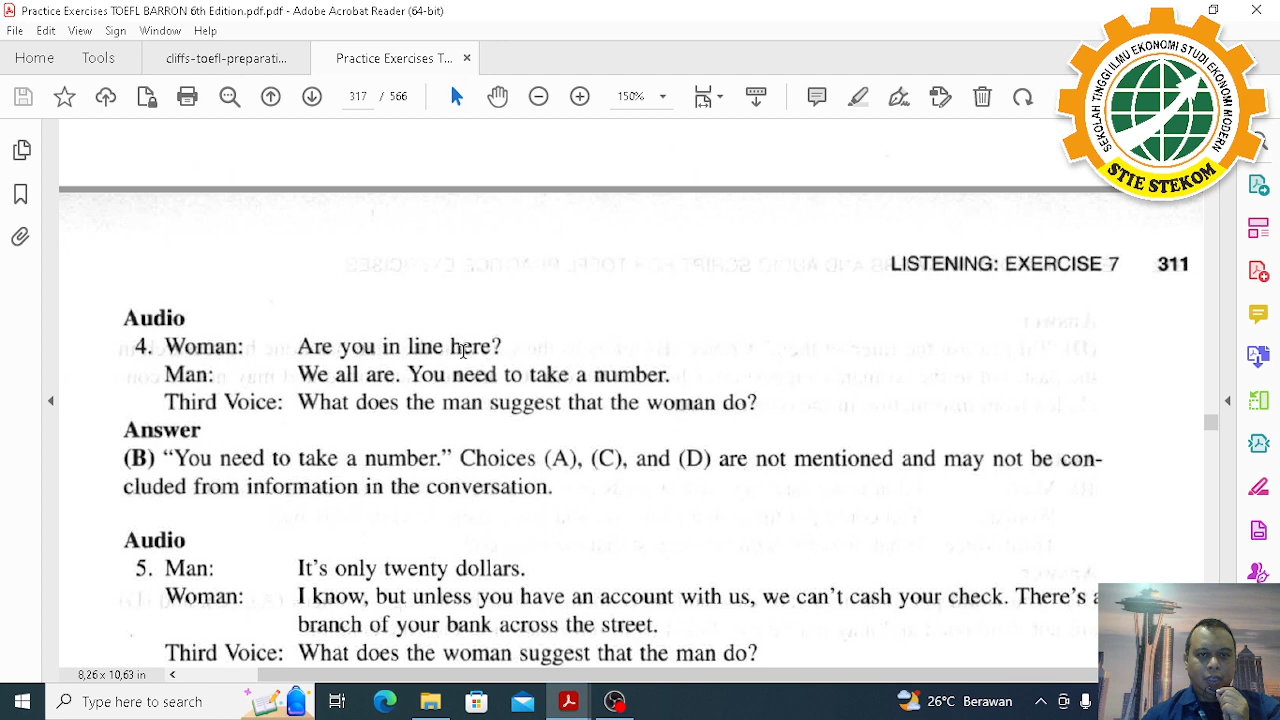 Practice Exercises TOEFL BARRON 6th Edition.pdf.pdf - Adobe Acrobat Reader (64-bit)
File Edit View Sign Window Help
Home Tools cliffs-toefl-preparati... Practice Exercises T...
317 / 566 150%
SEKOLAH TINGGI ILMU EKONOMI STUDI EKONOMI MODERN
STIE STEKOM
LISTENING: EXERCISE 7 311
Audio
4. Woman: Are you in line here?
Man: We all are. You need to take a number.
Third Voice: What does the man suggest that the woman do?
Answer
(B) “You need to take a number.” Choices (A), (C), and (D) are not mentioned and may not be con-
cluded from information in the conversation.
Audio
5. Man: It’s only twenty dollars.
Woman: I know, but unless you have an account with us, we can’t cash your check. There’s a
branch of your bank across the street.
Third Voice: What does the woman suggest that the man do?
8,26 x 10,63 in
Type here to search
26°C Berawan